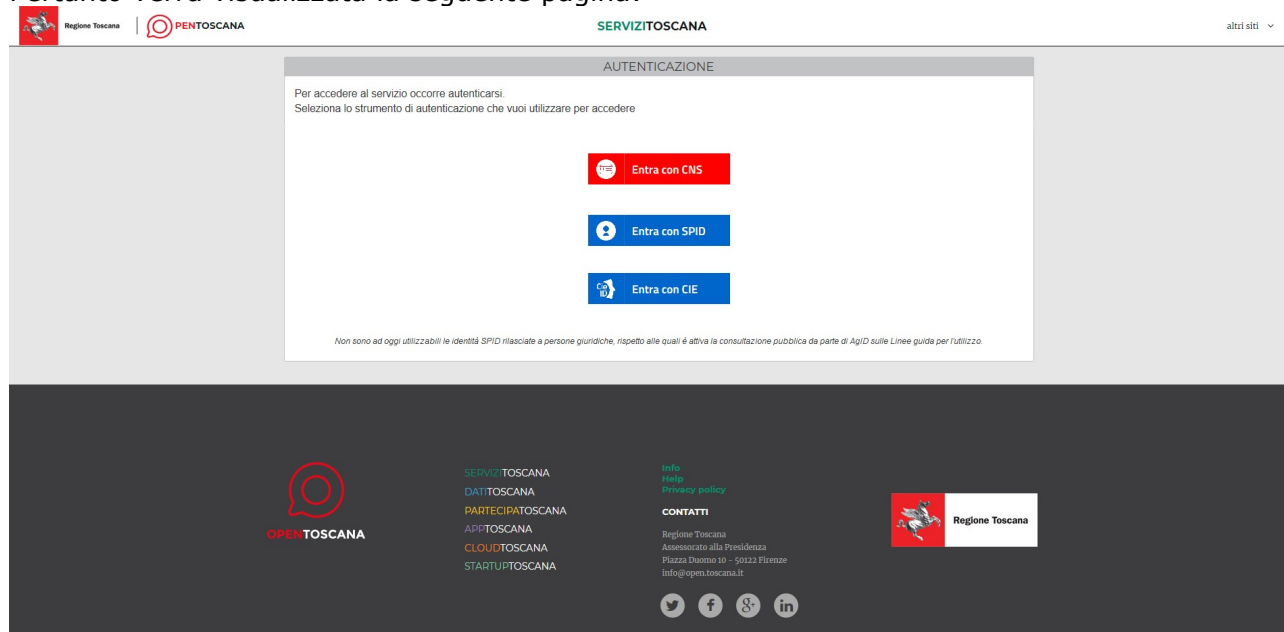 Pertanto verrà visualizzata la seguente pagina:
Regione Toscana
OPENTOSCANA
SERVIZITOSCANA
altri siti
AUTENTICAZIONE
Per accedere al servizio occorre autenticarsi.
Seleziona lo strumento di autenticazione che vuoi utilizzare per accedere
Entra con CNS
Entra con SPID
Entra con CIE
Non sono ad oggi utilizzabili le identità SPID rilasciate a persone giuridiche, rispetto alle quali é attiva la consultazione pubblica da parte di AgID sulle Linee guida per l'utilizzo.
OPENTOSCANA
SERVIZITOSCANA
DATITOSCANA
PARTECIPATOSCANA
APPTOSCANA
CLOUDTOSCANA
STARTUPTOSCANA
Info
Help
Privacy policy
CONTATTI
Regione Toscana
Assessorato alla Presidenza
Piazza Duomo 10 - 50122 Firenze
info@open.toscana.it
Regione Toscana